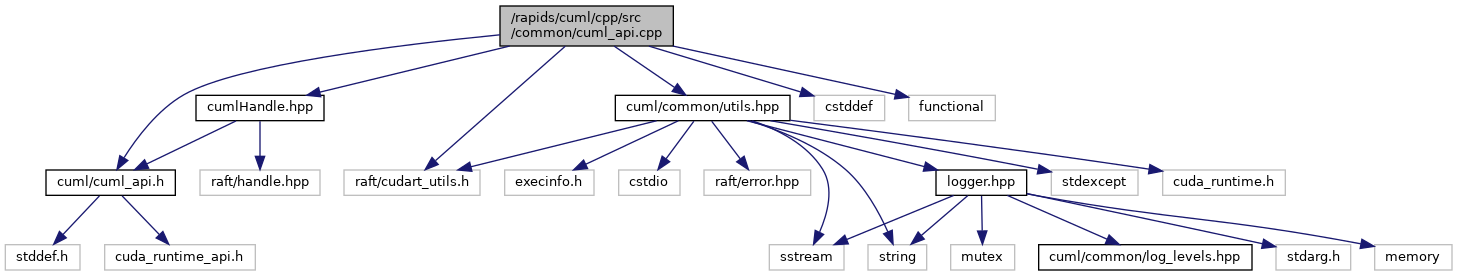 /rapids/cuml/cpp/src
/common/cuml_api.cpp
cumlHandle.hpp
cuml/common/utils.hpp
cstddef
functional
cuml/cuml_api.h
raft/handle.hpp
raft/cudart_utils.h
execinfo.h
cstdio
raft/error.hpp
logger.hpp
stdexcept
cuda_runtime.h
stddef.h
cuda_runtime_api.h
sstream
string
mutex
cuml/common/log_levels.hpp
stdarg.h
memory